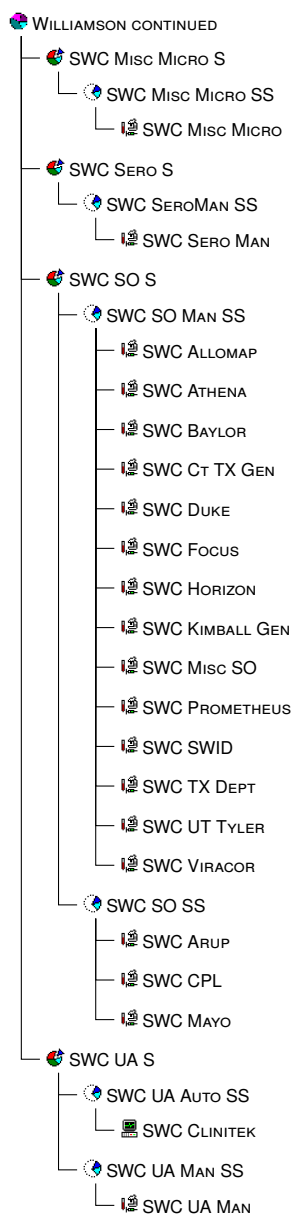 Williamson continued
SWC Misc Micro S
SWC Misc Micro SS
SWC Misc Micro
SWC Sero S
SWC SeroMan SS
SWC Sero Man
SWC SO S
SWC SO Man SS
SWC Allomap
SWC Athena
SWC Baylor
SWC Ct TX Gen
SWC Duke
SWC Focus
SWC Horizon
SWC Kimball Gen
SWC Misc SO
SWC Prometheus
SWC SWID
SWC TX Dept
SWC UT Tyler
SWC Viracor
SWC SO SS
SWC Arup
SWC CPL
SWC Mayo
SWC UA S
SWC UA Auto SS
SWC Clinitek
SWC UA Man SS
SWC UA Man